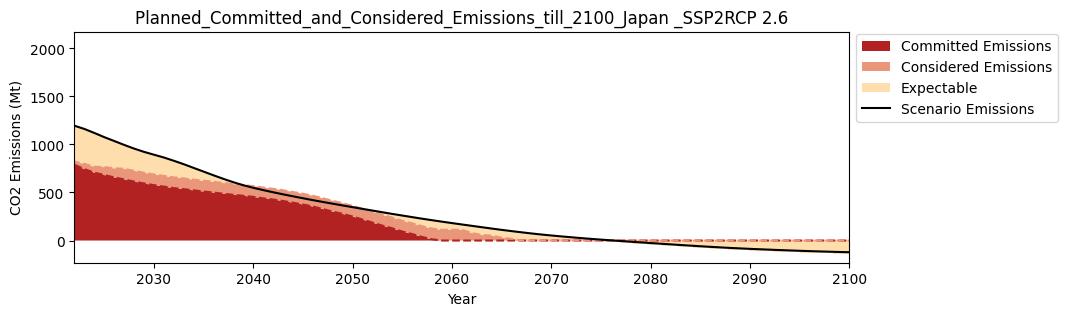 Planned_Committed_and_Considered_Emissions_till_2100_Japan _SSP2RCP 2.6
CO2 Emissions (Mt)
2000
1500
1000
500
0
2030 2040 2050 2060 2070 2080 2090 2100
Year
Committed Emissions
Considered Emissions
Expectable
Scenario Emissions